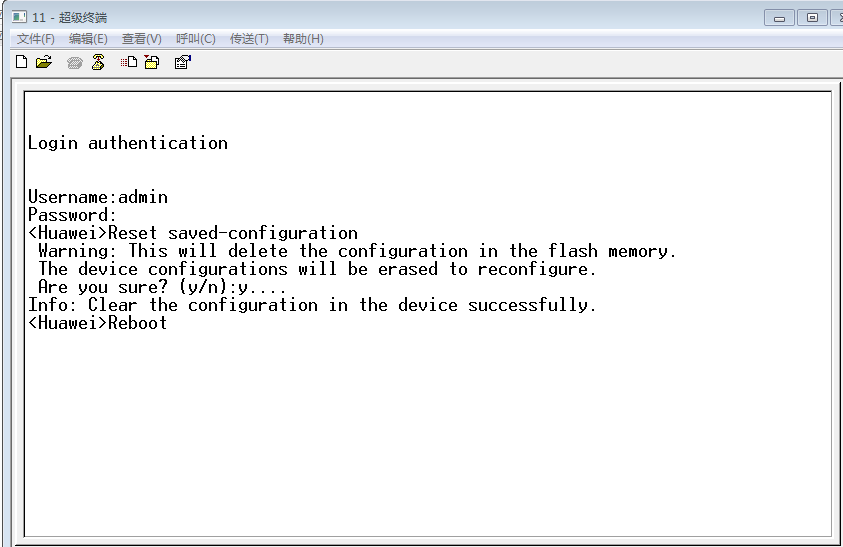 11 - 超级终端
文件(F) 编辑(E) 查看(V) 呼叫(C) 传送(T) 帮助(H)
Login authentication
Username:admin
Password:
<Huawei>Reset saved-configuration
Warning: This will delete the configuration in the flash memory.
The device configurations will be erased to reconfigure.
Are you sure? (y/n):y....
Info: Clear the configuration in the device successfully.
<Huawei>Reboot